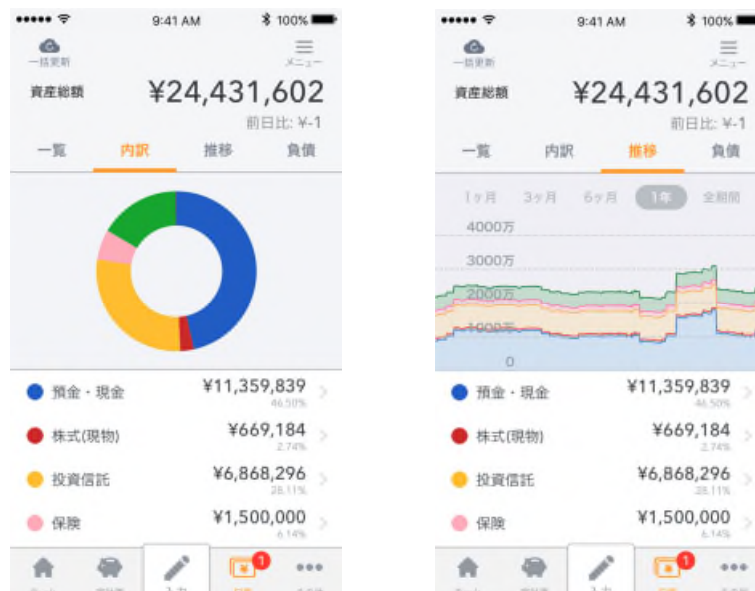 9:41 AM
100%
一括更新
メニュー
資産総額
¥24,431,602
前日比: ¥-1
一覧
内訳
推移
負債
預金・現金
¥11,359,839
46.50%
株式(現物)
¥669,184
2.74%
投資信託
¥6,868,296
28.11%
保険
¥1,500,000
6.14%
1
入力
9:41 AM
100%
一括更新
メニュー
資産総額
¥24,431,602
前日比: ¥-1
一覧
内訳
推移
負債
1ヶ月
3ヶ月
6ヶ月
1年
全期間
4000万
3000万
2000万
1000万
0
預金・現金
¥11,359,839
46.50%
株式(現物)
¥669,184
2.74%
投資信託
¥6,868,296
28.11%
保険
¥1,500,000
6.14%
1
入力